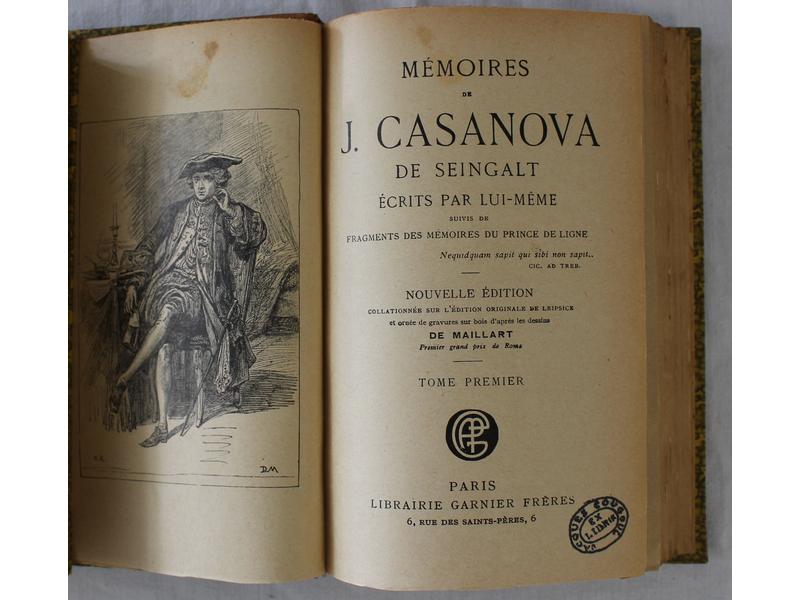 MÉMOIRES
DE
J. CASANOVA
DE SEINGALT
ÉCRITS PAR LUI-MÊME
SUIVIS DE
FRAGMENTS DES MÉMOIRES DU PRINCE DE LIGNE
Nequidquam sapit qui sibi non sapit..
CIC. AD TREB.
NOUVELLE ÉDITION
COLLATIONNÉE SUR L'ÉDITION ORIGINALE DE LEIPSICK
et ornée de gravures sur bois d'après les dessins
DE MAILLART
Premier grand prix de Rome
TOME PREMIER
PARIS
LIBRAIRIE GARNIER FRÈRES
6, RUE DES SAINTS-PÈRES, 6
JACQUES
EX
LIBRIS
DM